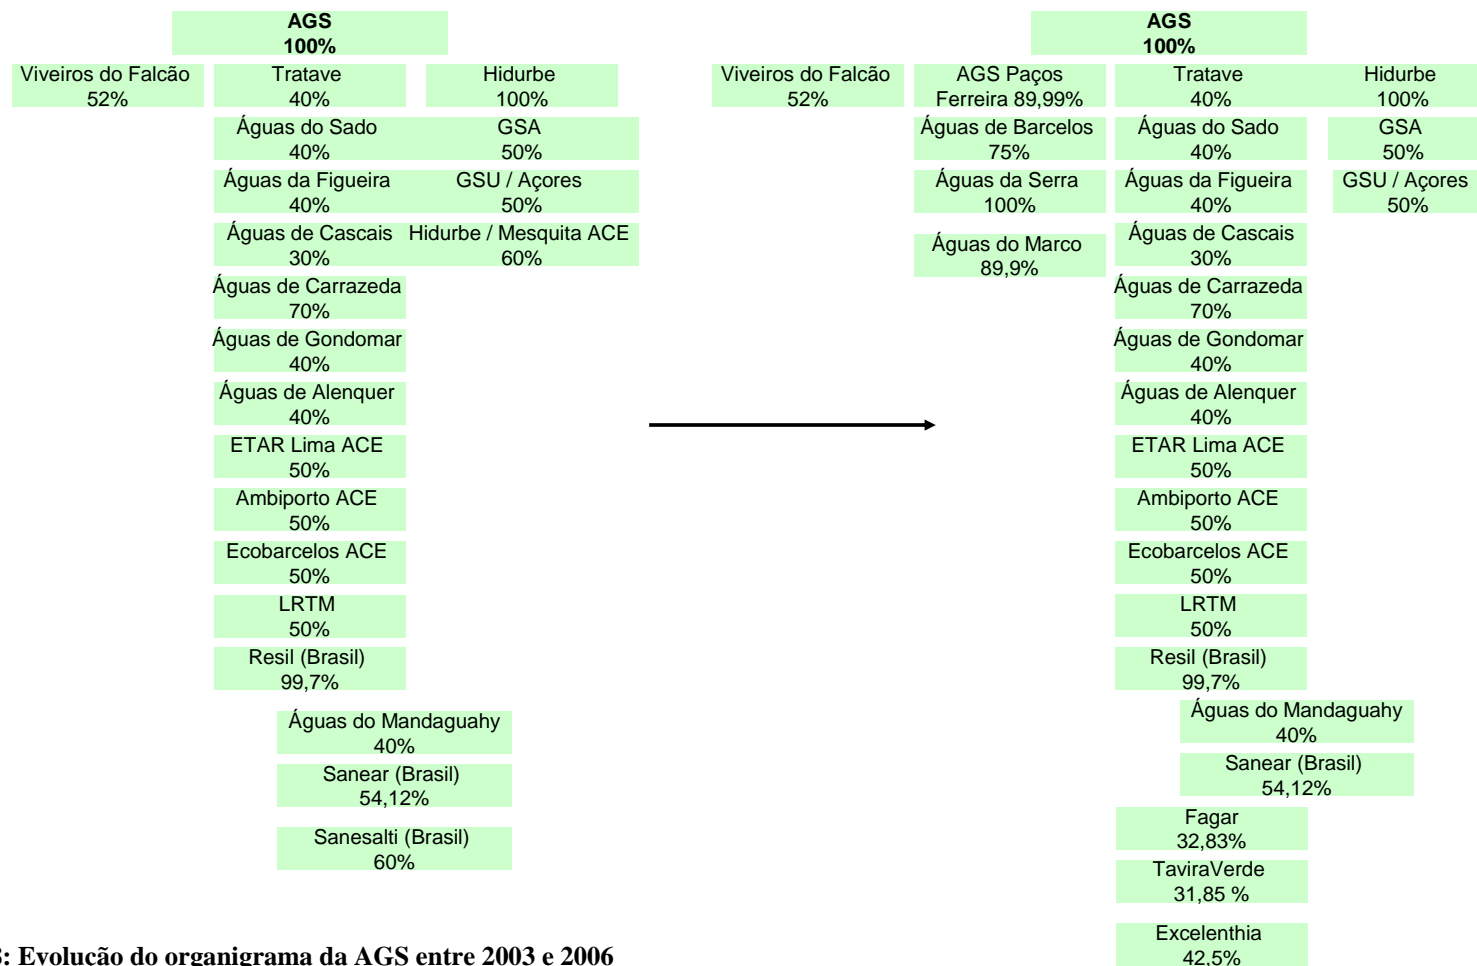 AGS
100%
Viveiros do Falcão
52%
Tratave
40%
Hidurbe
100%
Águas do Sado
40%
GSA
50%
Águas da Figueira
40%
GSU / Açores
50%
Águas de Cascais
30%
Hidurbe / Mesquita ACE
60%
Águas de Carrazeda
70%
Águas de Gondomar
40%
Águas de Alenquer
40%
ETAR Lima ACE
50%
Ambiporto ACE
50%
Ecobarcelos ACE
50%
LRTM
50%
Resil (Brasil)
99,7%
Águas do Mandaguahy
40%
Sanear (Brasil)
54,12%
Sanesalti (Brasil)
60%
AGS
100%
Viveiros do Falcão
52%
AGS Paços
Ferreira 89,99%
Tratave
40%
Hidurbe
100%
Águas de Barcelos
75%
Águas do Sado
40%
GSA
50%
Águas da Serra
100%
Águas da Figueira
40%
GSU / Açores
50%
Águas do Marco
89,9%
Águas de Cascais
30%
Águas de Carrazeda
70%
Águas de Gondomar
40%
Águas de Alenquer
40%
ETAR Lima ACE
50%
Ambiporto ACE
50%
Ecobarcelos ACE
50%
LRTM
50%
Resil (Brasil)
99,7%
Águas do Mandaguahy
40%
Sanear (Brasil)
54,12%
Fagar
32,83%
TaviraVerde
31,85 %
Excelenthia
42,5%
: Evolução do organigrama da AGS entre 2003 e 2006